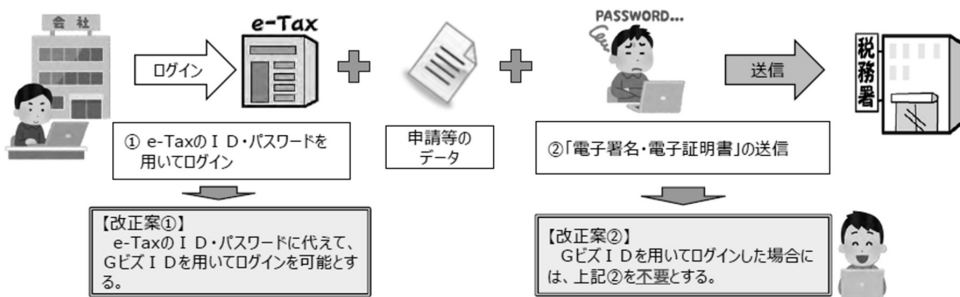 会社
e-Tax
PASSWORD...
ログイン
送信
税務署
① e-TaxのＩＤ・パスワードを
用いてログイン
申請等の
データ
②「電子署名・電子証明書」の送信
【改正案①】
e-TaxのＩＤ・パスワードに代えて、
GビズＩＤを用いてログインを可能とす
る。
【改正案②】
GビズＩＤを用いてログインした場合に
は、上記②を不要とする。